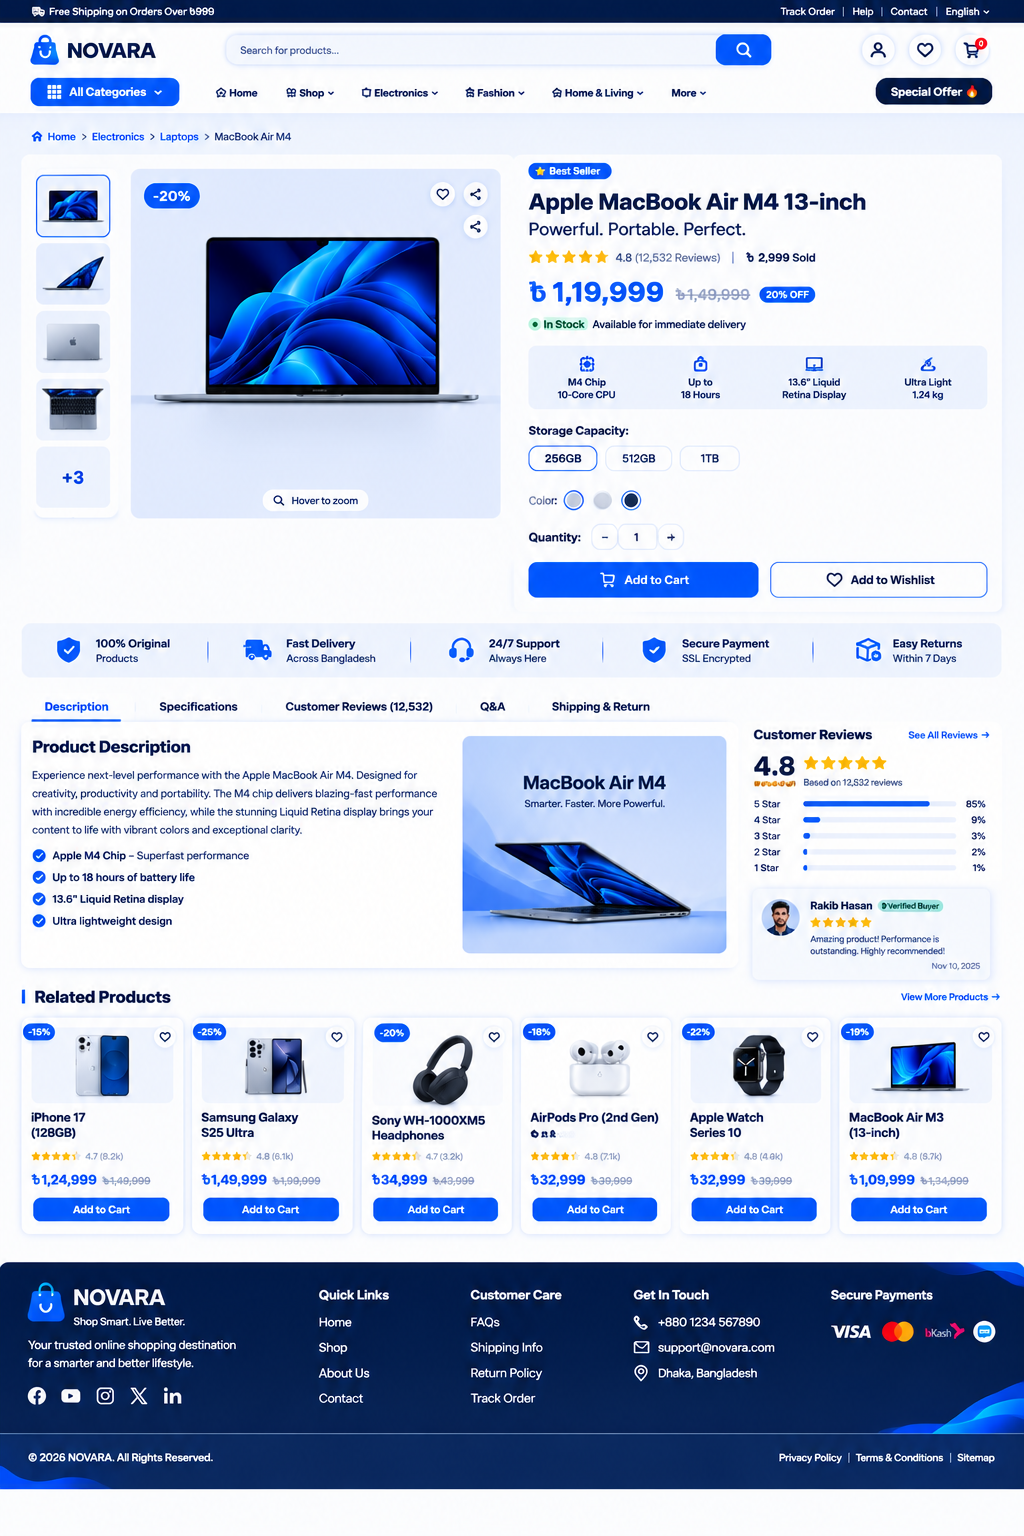 Free Shipping on Orders Over ৳999
Track Order | Help | Contact | English
NOVARA
Search for products...
0
All Categories
Home
Shop
Electronics
Fashion
Home & Living
More
Special Offer 🔥
Home > Electronics > Laptops > MacBook Air M4
-20%
+3
Hover to zoom
Best Seller
Apple MacBook Air M4 13-inch
Powerful. Portable. Perfect.
4.8 (12,532 Reviews) | ৳ 2,999 Sold
৳ 1,19,999 ৳ 1,49,999 20% OFF
In Stock Available for immediate delivery
M4 Chip
10-Core CPU
Up to
18 Hours
13.6" Liquid
Retina Display
Ultra Light
1.24 kg
Storage Capacity:
256GB 512GB 1TB
Color:
Quantity: − 1 +
Add to Cart
Add to Wishlist
100% Original
Products
Fast Delivery
Across Bangladesh
24/7 Support
Always Here
Secure Payment
SSL Encrypted
Easy Returns
Within 7 Days
Description
Specifications
Customer Reviews (12,532)
Q&A
Shipping & Return
Product Description
Experience next-level performance with the Apple MacBook Air M4. Designed for
creativity, productivity and portability. The M4 chip delivers blazing-fast performance
with incredible energy efficiency, while the stunning Liquid Retina display brings your
content to life with vibrant colors and exceptional clarity.
Apple M4 Chip – Superfast performance
Up to 18 hours of battery life
13.6" Liquid Retina display
Ultra lightweight design
MacBook Air M4
Smarter. Faster. More Powerful.
Customer Reviews
See All Reviews →
4.8
Based on 12,532 reviews
5 Star 85%
4 Star 9%
3 Star 3%
2 Star 2%
1 Star 1%
Rakib Hasan Verified Buyer
Amazing product! Performance is
outstanding. Highly recommended!
Nov 10, 2025
Related Products
View More Products →
-15%
iPhone 17
(128GB)
4.7 (8.2k)
৳1,24,999 ৳1,49,999
Add to Cart
-25%
Samsung Galaxy
S25 Ultra
4.8 (6.1k)
৳1,49,999 ৳1,99,999
Add to Cart
-20%
Sony WH-1000XM5
Headphones
4.7 (3.2k)
৳34,999 ৳43,999
Add to Cart
-18%
AirPods Pro (2nd Gen)
4.8 (7.1k)
৳32,999 ৳39,999
Add to Cart
-22%
Apple Watch
Series 10
4.8
৳32,999 ৳39,999
Add to Cart
-19%
MacBook Air M3
(13-inch)
4.8
৳1,09,999 ৳1,34,999
Add to Cart
NOVARA
Shop Smart. Live Better.
Your trusted online shopping destination
for a smarter and better lifestyle.
Quick Links
Home
Shop
About Us
Contact
Customer Care
FAQs
Shipping Info
Return Policy
Track Order
Get In Touch
+880 1234 567890
support@novara.com
Dhaka, Bangladesh
Secure Payments
VISA
bKash
© 2026 NOVARA. All Rights Reserved.
Privacy Policy | Terms & Conditions | Sitemap